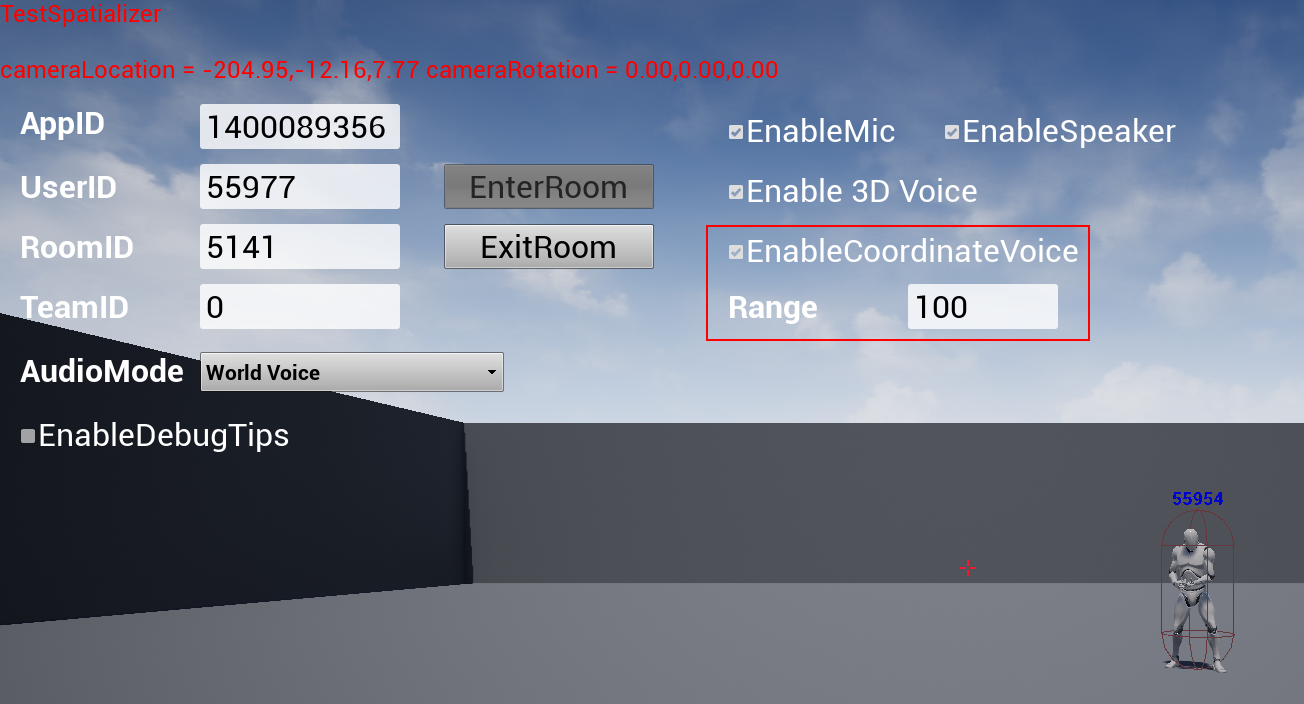 TestSpatializer
cameraLocation = -204.95,-12.16,7.77 cameraRotation = 0.00,0.00,0.00
AppID 1400089356 EnableMic EnableSpeaker
UserID 55977 EnterRoom Enable 3D Voice
RoomID 5141 ExitRoom EnableCoordinateVoice
TeamID 0 Range 100
AudioMode World Voice
EnableDebugTips
55954